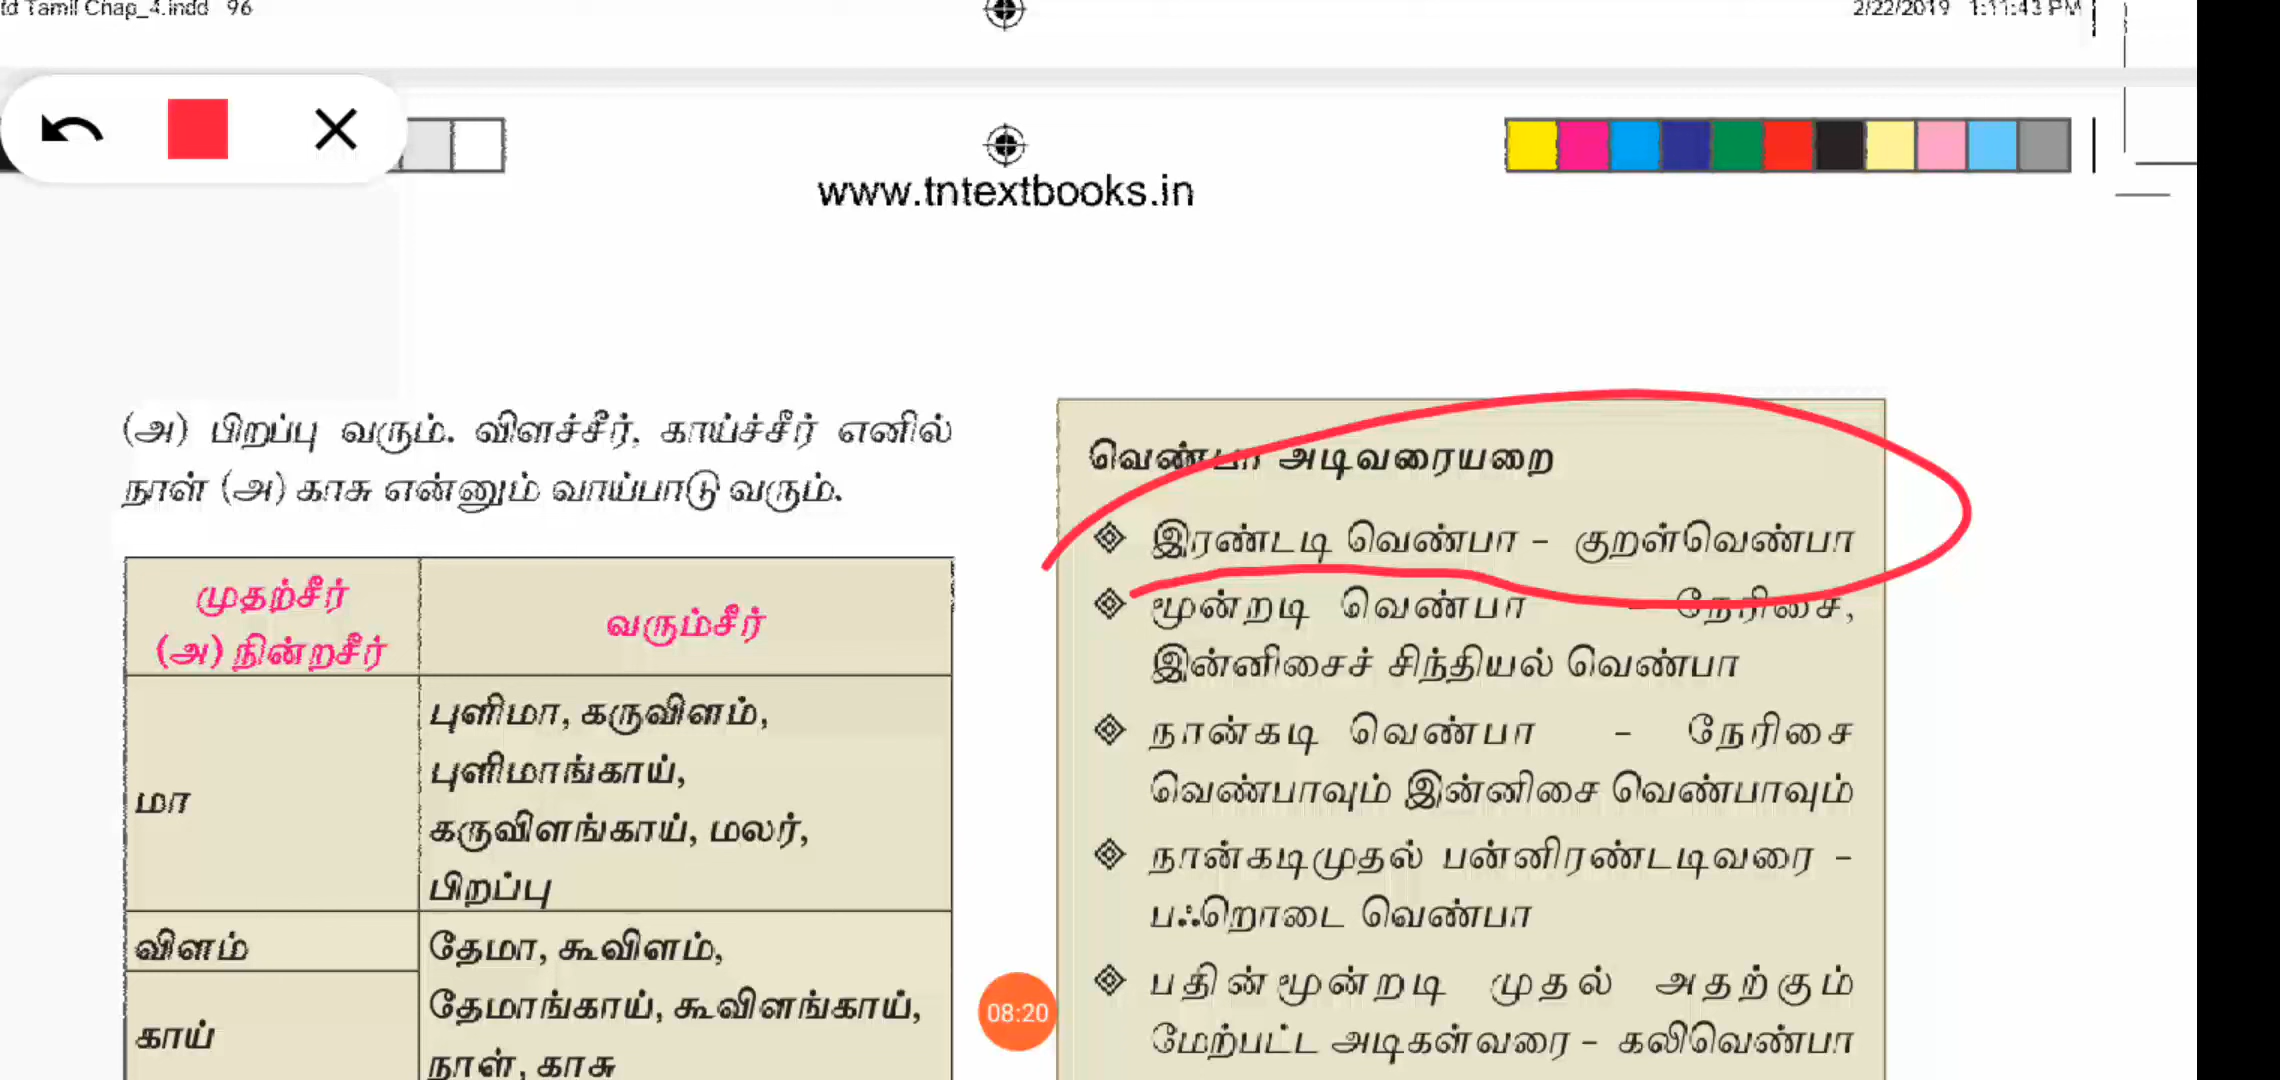 td Tamil Chap_4.indd 96
2/22/2019 1:11:43 PM
www.tntextbooks.in
(அ) பிறப்பு வரும். விளச்சீர், காய்ச்சீர் எனில்
நாள் (அ) காசு என்னும் வாய்பாடு வரும்.
முதற்சீர்
(அ) நின்றசீர்
வரும்சீர்
மா
புளிமா, கருவிளம்,
புளிமாங்காய்,
கருவிளங்காய், மலர்,
பிறப்பு
விளம்
காய்
தேமா, கூவிளம்,
தேமாங்காய், கூவிளங்காய்,
நாள், காசு
வெண்பா அடிவரையறை
இரண்டடி வெண்பா – குறள்வெண்பா
மூன்றடி வெண்பா – நேரிசை,
இன்னிசைச் சிந்தியல் வெண்பா
நான்கடி வெண்பா – நேரிசை
வெண்பாவும் இன்னிசை வெண்பாவும்
நான்கடிமுதல் பன்னிரண்டடிவரை –
பஃறொடை வெண்பா
பதின்மூன்றடி முதல் அதற்கும்
மேற்பட்ட அடிகள்வரை – கலிவெண்பா
08:20